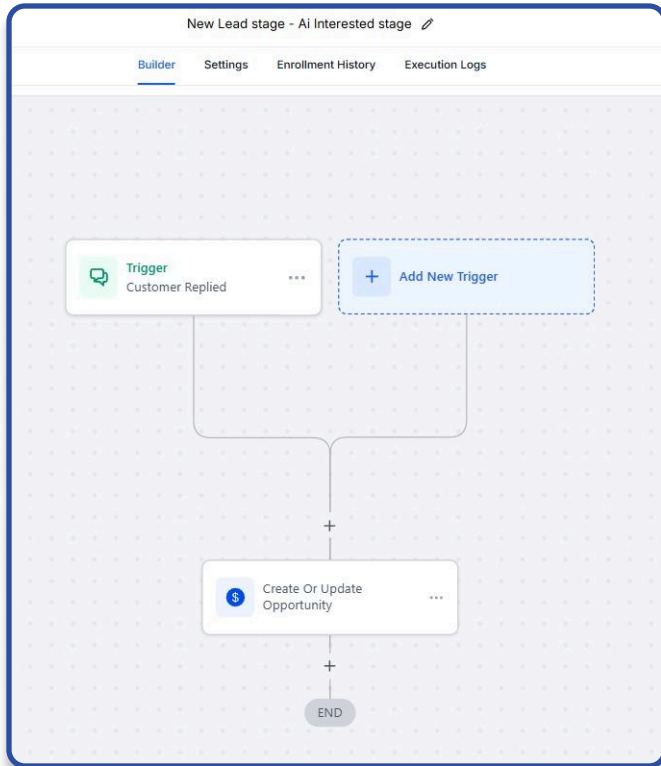 New Lead stage - Ai Interested stage
Builder Settings Enrollment History Execution Logs
Trigger
Customer Replied
Add New Trigger
Create Or Update
Opportunity
END